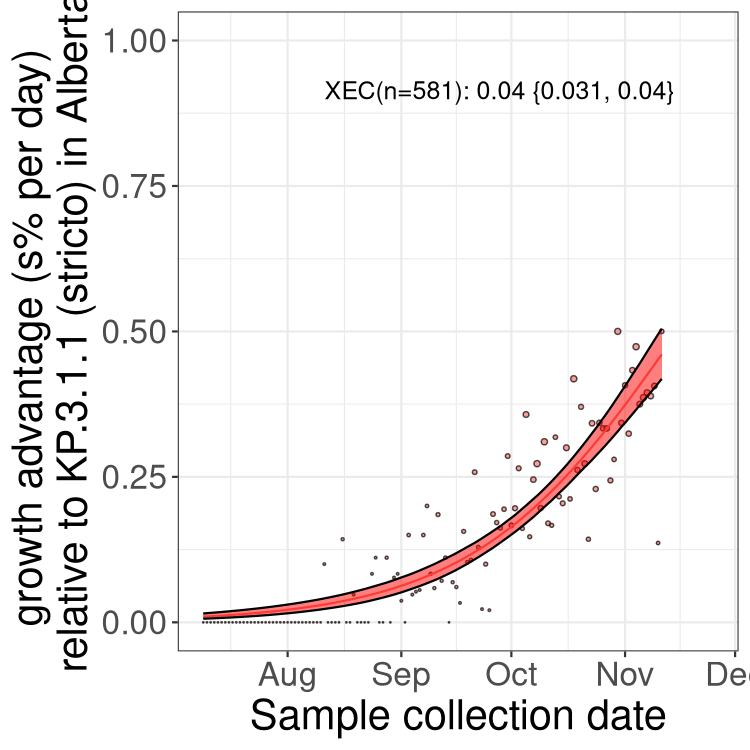 growth advantage (s% per day)
relative to KP.3.1.1 (stricto) in Alberta
1.00
0.75
0.50
0.25
0.00
XEC(n=581): 0.04 {0.031, 0.04}
Aug Sep Oct Nov Dec
Sample collection date